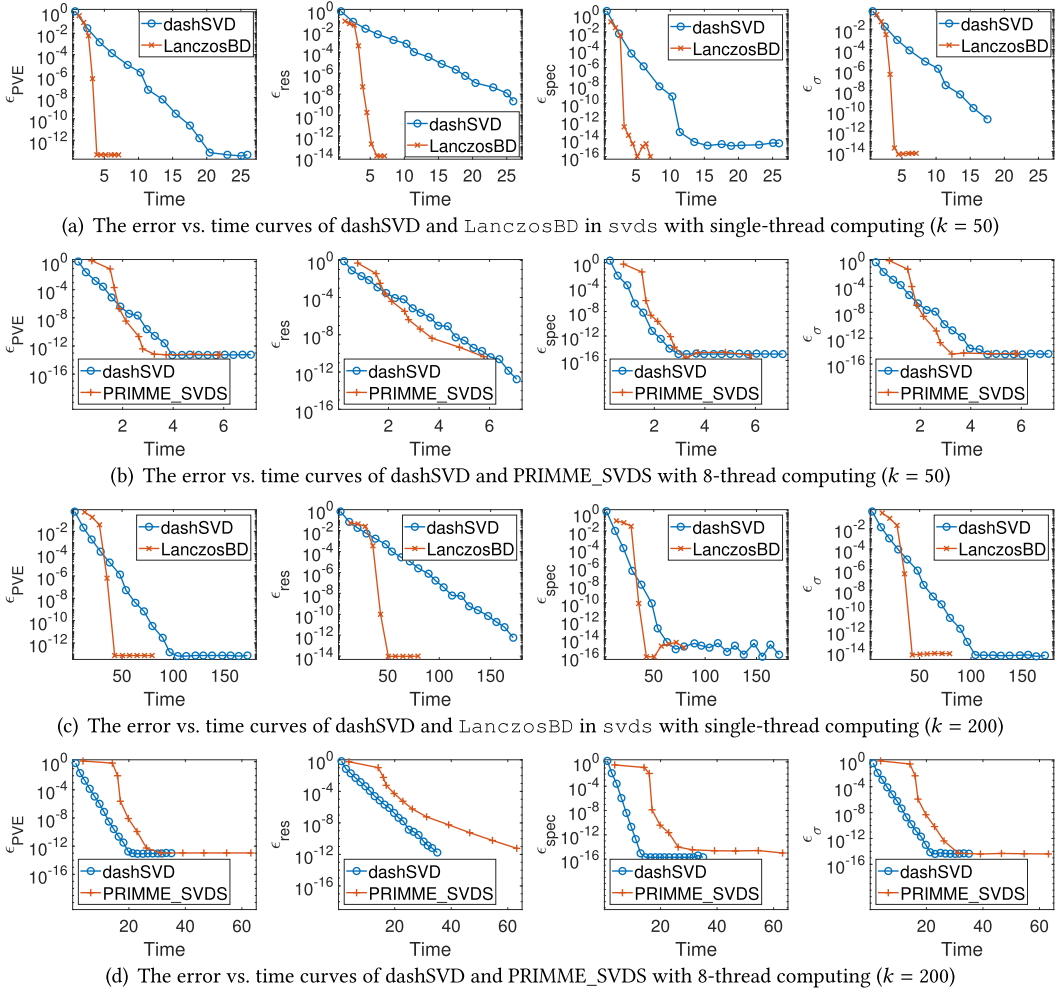 10^0
10^-2
10^-4
10^-6
10^-8
10^-10
10^-12
10^-14
ϵ_PVE
dashSVD
LanczosBD
5 10 15 20 25
Time
10^0
10^-2
10^-4
10^-6
10^-8
10^-10
10^-12
10^-14
ϵ_res
dashSVD
LanczosBD
5 10 15 20 25
Time
10^0
10^-2
10^-4
10^-6
10^-8
10^-10
10^-12
10^-14
10^-16
ϵ_spec
dashSVD
LanczosBD
5 10 15 20 25
Time
10^0
10^-2
10^-4
10^-6
10^-8
10^-10
10^-12
10^-14
ϵ_σ
dashSVD
LanczosBD
5 10 15 20 25
Time
(a) The error vs. time curves of dashSVD and LanczosBD in svds with single-thread computing (k = 50)
10^0
10^-4
10^-8
10^-12
10^-16
ϵ_PVE
dashSVD
PRIMME_SVDS
2 4 6
Time
10^0
10^-4
10^-8
10^-12
10^-16
ϵ_res
dashSVD
PRIMME_SVDS
1 2 3 4 5 6 7
Time
10^0
10^-4
10^-8
10^-12
10^-16
ϵ_spec
dashSVD
PRIMME_SVDS
2 4 6
Time
10^0
10^-4
10^-8
10^-12
10^-16
ϵ_σ
dashSVD
PRIMME_SVDS
2 4 6
Time
(b) The error vs. time curves of dashSVD and PRIMME_SVDS with 8-thread computing (k = 50)
10^0
10^-2
10^-4
10^-6
10^-8
10^-10
10^-12
ϵ_PVE
dashSVD
LanczosBD
50 100 150
Time
10^0
10^-2
10^-4
10^-6
10^-8
10^-10
10^-12
10^-14
ϵ_res
dashSVD
LanczosBD
50 100 150
Time
10^0
10^-2
10^-4
10^-6
10^-8
10^-10
10^-12
10^-14
10^-16
ϵ_spec
dashSVD
LanczosBD
50 100 150
Time
10^0
10^-2
10^-4
10^-6
10^-8
10^-10
10^-12
10^-14
ϵ_σ
dashSVD
LanczosBD
50 100 150
Time
(c) The error vs. time curves of dashSVD and LanczosBD in svds with single-thread computing (k = 200)
10^0
10^-4
10^-8
10^-12
10^-16
ϵ_PVE
dashSVD
PRIMME_SVDS
20 40 60
Time
10^0
10^-4
10^-8
10^-12
10^-16
ϵ_res
dashSVD
PRIMME_SVDS
20 40 60
Time
10^0
10^-4
10^-8
10^-12
10^-16
ϵ_spec
dashSVD
PRIMME_SVDS
20 40 60
Time
10^0
10^-4
10^-8
10^-12
10^-16
ϵ_σ
dashSVD
PRIMME_SVDS
20 40 60
Time
(d) The error vs. time curves of dashSVD and PRIMME_SVDS with 8-thread computing (k = 200)